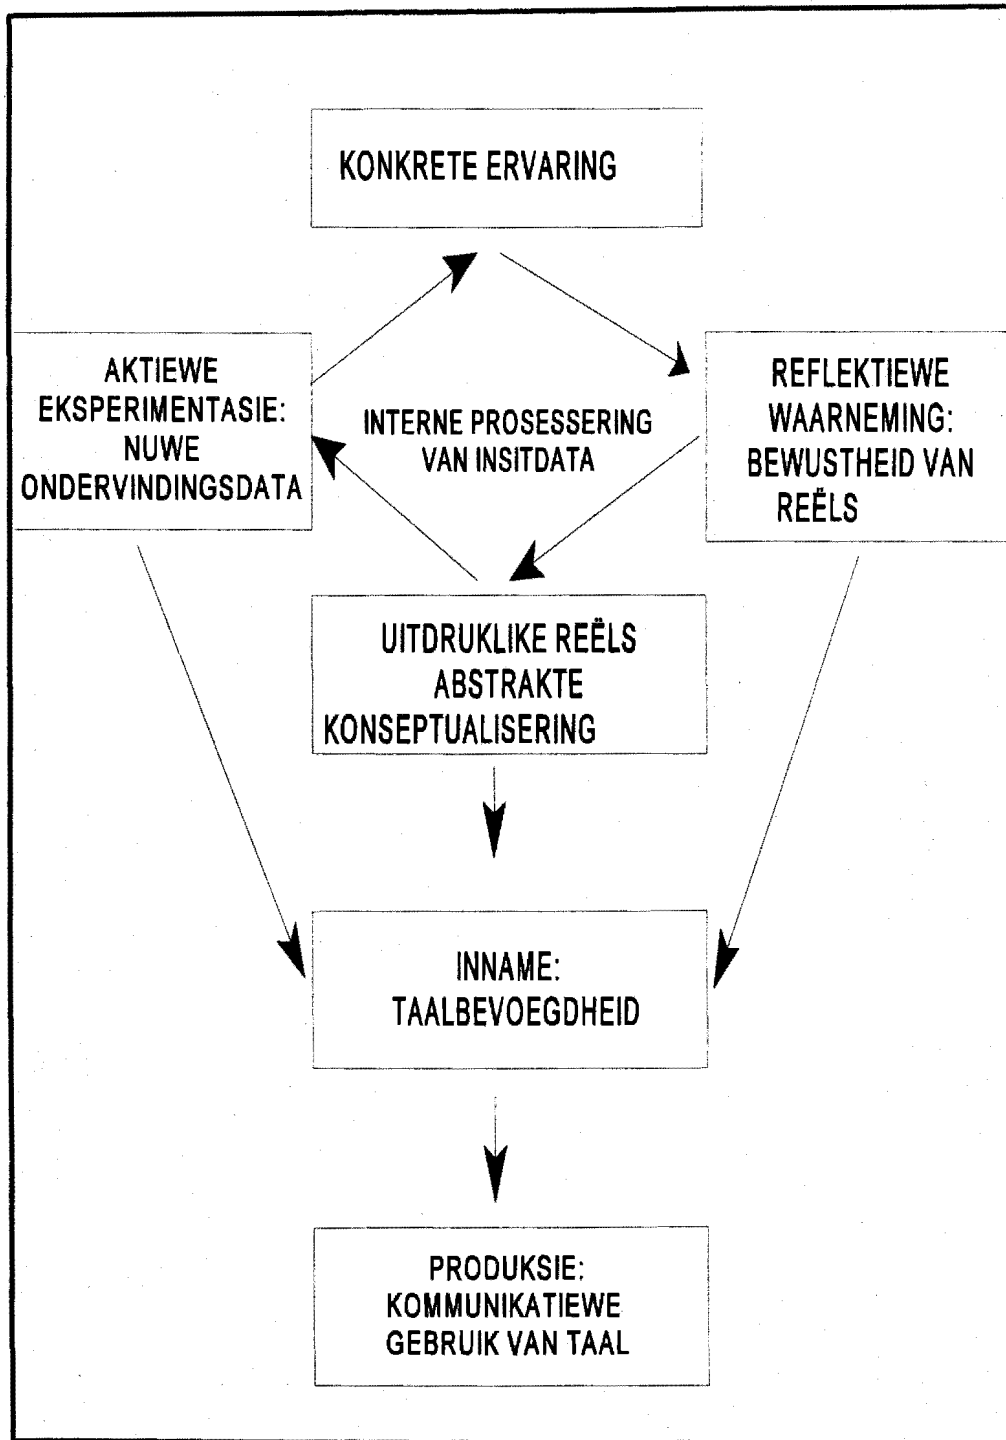 KONKRETE ERVARING
AKTIEWE
EKSPERIMENTASIE:
NUWE
ONDERVINDINGSDATA
INTERNE PROSESSERING
VAN INSITDATA
REFLEKTIEWE
WAARNEMING:
BEWUSTHEID VAN
REËLS
UITDRUKLIKE REËLS
ABSTRAKTE
KONSEPTUALISERING
INNAME:
TAALBEVOEGDHEID
PRODUKSIE:
KOMMUNIKATIEWE
GEBRUIK VAN TAAL